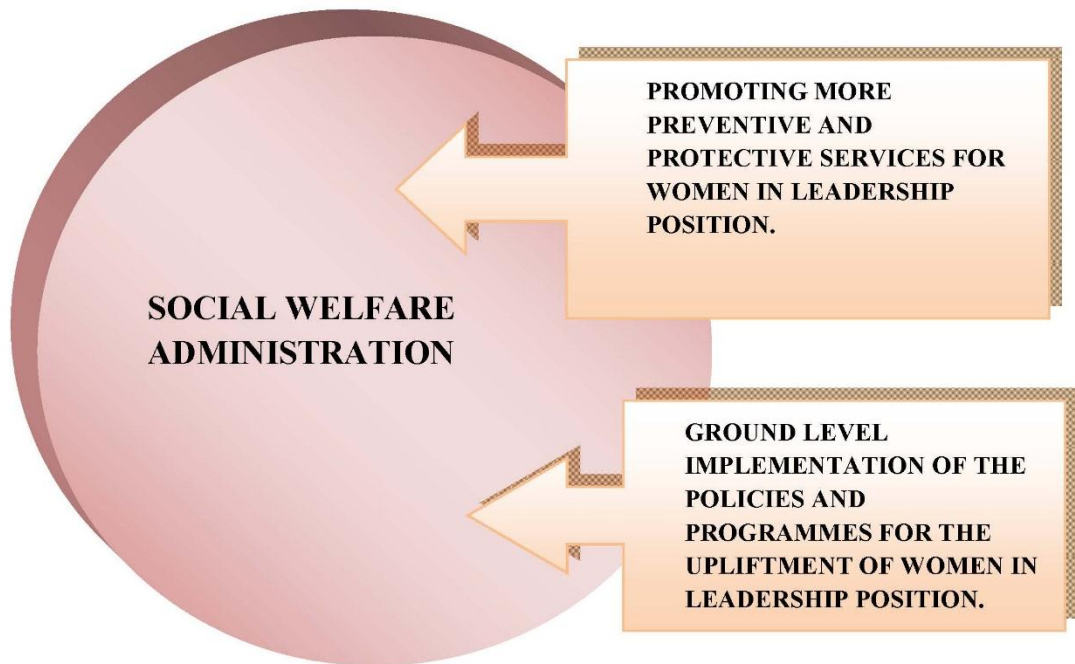 PROMOTING MORE
PREVENTIVE AND
PROTECTIVE SERVICES FOR
WOMEN IN LEADERSHIP
POSITION.
SOCIAL WELFARE
ADMINISTRATION
GROUND LEVEL
IMPLEMENTATION OF THE
POLICIES AND
PROGRAMMES FOR THE
UPLIFTMENT OF WOMEN IN
LEADERSHIP POSITION.